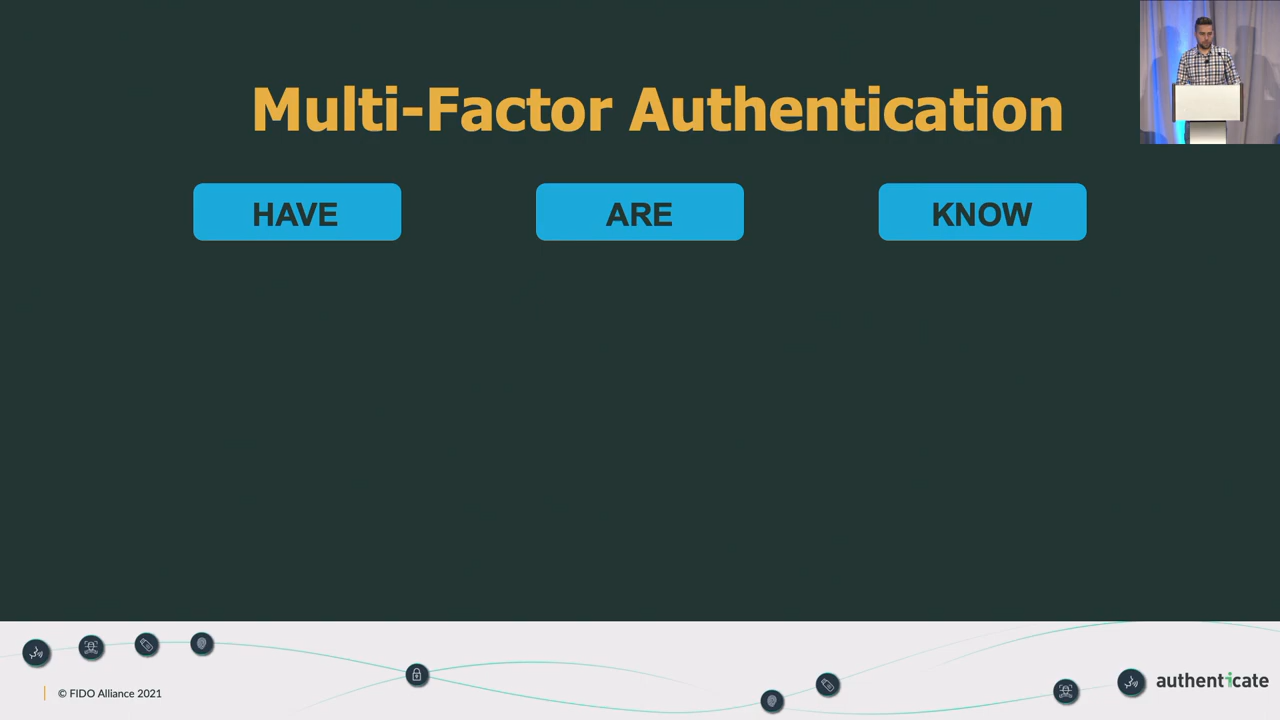 Multi-Factor Authentication
HAVE
ARE
KNOW
© FIDO Alliance 2021
authenticate